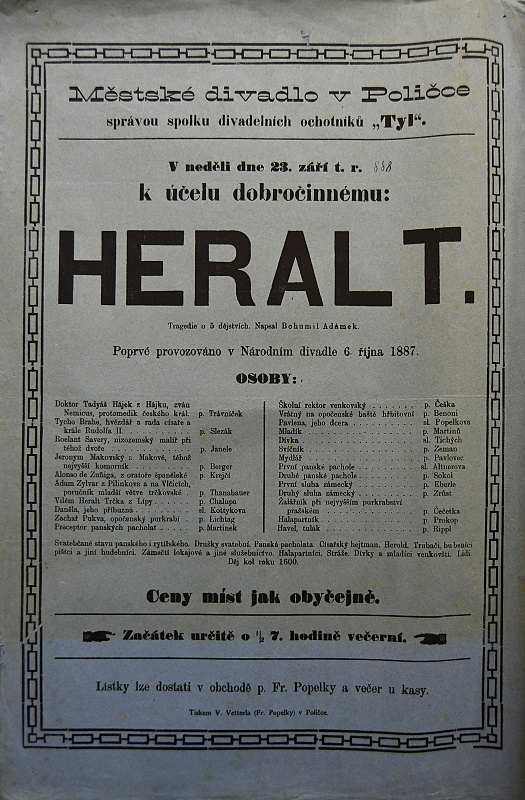 Městské divadlo v Poličce
správou spolku divadelních ochotníků „Tyl“.
V neděli dne 23. září t. r. 888
k účelu dobročinnému:
HERALT.
Tragedie o 5 dějstvích. Napsal Bohumil Adámek.
Poprvé provozováno v Národním divadle 6. října 1887.
OSOBY:
Doktor Tadyáš Hájek z Hájku, zván
Nemicus, protomedik českého král. p. Trávníček
Tycho Brahe, hvězdář a rada císaře a
krále Rudolfa II. . . . . . . p. Slezák
Roelant Savery, nizozemský malíř při
téhož dvoře . . . . . . . . p. Janele
Jeronym Makovský z Makové, téhož
nejvyšší komorník . . . . . . p. Berger
Alonso de Zuñiga, z oratoře španělské p. Krejčí
Adam Zylvar z Pilnikova a na Vlčicích,
poručník mladší větve trčkovské . p. Thannabauer
Vilém Heralt Trčka z Lípy . . . . p. Chalupa
Daněla, jeho příbuzná . . . . . sl. Kottykova
Zachař Pukva, opočenský purkrabí . p. Lichtag
Praeceptor panských pacholat . . . . p. Martinek
Školní rektor venkovský . . . . . . . p. Češka
Vrátný na opočenské baště hřbitovní p. Benoni
Pavlena, jeho dcera . . . . . . . sl. Popelkova
Mladík . . . . . . . . . . p. Martinů
Dívka . . . . . . . . . . sl. Tichých
Svíčník . . . . . . . . . . p. Zeman
Mydlář . . . . . . . . . . p. Pavlovec
První panské pachole . . . . . . sl. Altnerova
Druhé panské pachole . . . . . . p. Sokol
První sluha zámecký . . . . . . p. Eberle
Druhý sluha zámecký . . . . . . p. Zrůst
Žalářník při nejvyšším purkrabství
pražském . . . . . . . . . p. Čečetka
Halapartník . . . . . . . . . p. Prokop
Havel, tulák . . . . . . . . . p. Rippl
Svatebčané stavu panského i rytířského. Družky svatební. Panská pacholata. Císařský hejtman. Herold. Trubači, bubeníci
pištci a jiní hudebníci. Zámečtí lokajové a jiné služebnictvo. Halapartníci. Stráže. Dívky a mladíci venkovští. Lid.
Děj kol roku 1600.
Ceny míst jak obyčejně.
Začátek určitě o 1/2 7. hodině večerní.
Lístky lze dostati v obchodě p. Fr. Popelky a večer u kasy.
Tiskem V. Vetterla (Fr. Popelky) v Poličce.